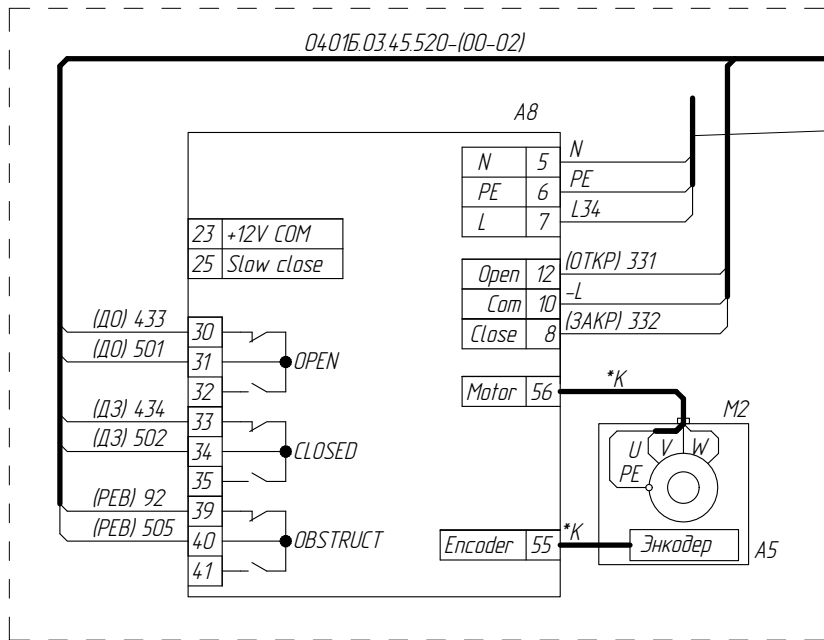 0401Б.03.45.520-(00-02)
A8
N 5 N
PE 6 PE
L 7 L34
23 +12V COM
25 Slow close
Open 12 (ОТКР) 331
Com 10 -L
Close 8 (ЗАКР) 332
(ДО) 433 30
(ДО) 501 31 OPEN
32
Motor 56 *K
(ДЗ) 434 33
(ДЗ) 502 34 CLOSED
35
M2
U V W
PE
(РЕВ) 92 39
(РЕВ) 505 40 OBSTRUCT
41
Encoder 55 *K Энкодер A5